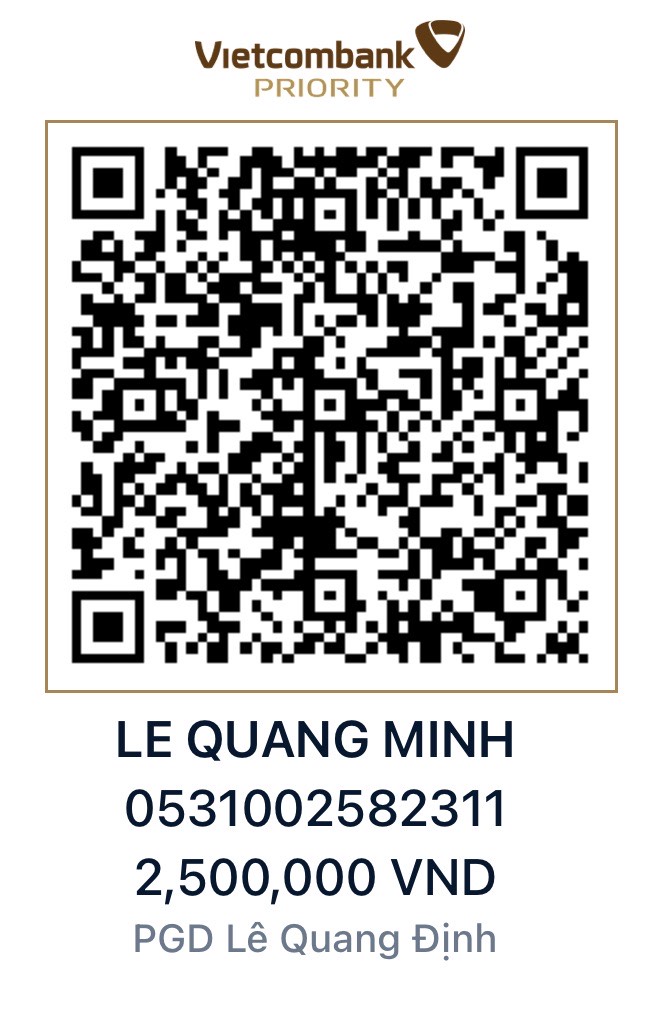 Vietcombank
PRIORITY
LE QUANG MINH
0531002582311
2,500,000 VND
PGD Lê Quang Định